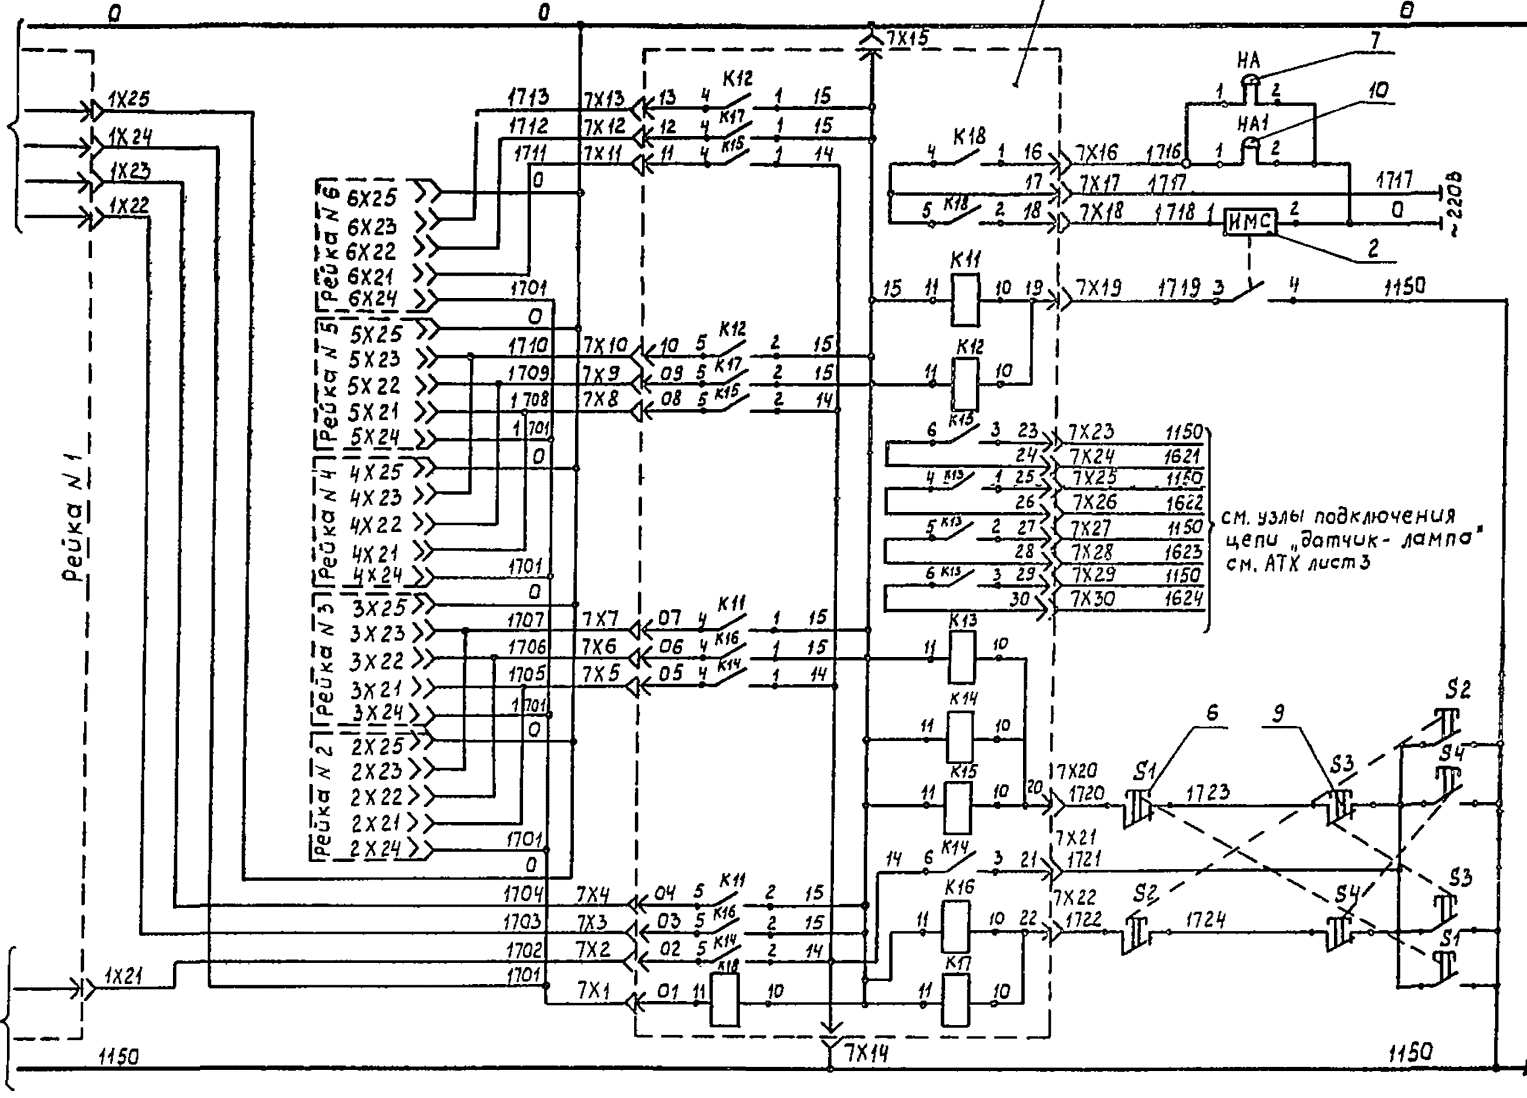 0 0 0
7X15
1X25
1X24
1X23
1X22
Рейка N 1
1X21
1150
1713 7X13 13 4 K12 1 15
1712 7X12 12 4 K17 1 15
1711 7X11 11 4 K15 1 14
0
Рейка N 6
6X25
6X23
6X22
6X21
6X24 1701
0
Рейка N 5
5X25
5X23 1710 7X10 10 5 K12 2 15
5X22 1709 7X9 09 5 K17 2 15
5X21 1708 7X8 08 5 K15 2 14
5X24 1701
0
Рейка N 4
4X25
4X23
4X22
4X21
4X24 1701
0
Рейка N 3
3X25
3X23 1707 7X7 07 4 K11 1 15
3X22 1706 7X6 06 4 K16 1 15
3X21 1705 7X5 05 4 K14 1 14
3X24 1701
0
Рейка N 2
2X25
2X23
2X22
2X21
2X24 1701
0
1704 7X4 04 5 K11 2 15
1703 7X3 03 5 K16 2 15
1702 7X2 02 5 K14 2 14
1701
7X1 01 11 K18 10
7X14
HA 7
1 2
HA1 10
4 K18 1 16 7X16 1716 1 2
17 7X17 1717 1717
5 K18 2 18 7X18 1718 1 ИМС 2 0
~220В
2
K11
15 11 10 19 7X19 1719 3 4 1150
K12
11 10
6 K13 3 23 7X23 1150
24 7X24 1621
4 K13 1 25 7X25 1150
26 7X26 1622
5 K13 2 27 7X27 1150
28 7X28 1623
6 K13 3 29 7X29 1150
30 7X30 1624
см. узлы подключения
цепи „датчик-лампа"
см. АТХ лист 3
K13
11 10
K14
11 10
K15
11 10 20 7X20 1720 S1 6 1723 S3 9
S2
S4
14 6 K14 3 21 7X21 1721
K16
11 10 22 7X22 1722 S2 1724 S4
S3
S1
K17
11 10
1150